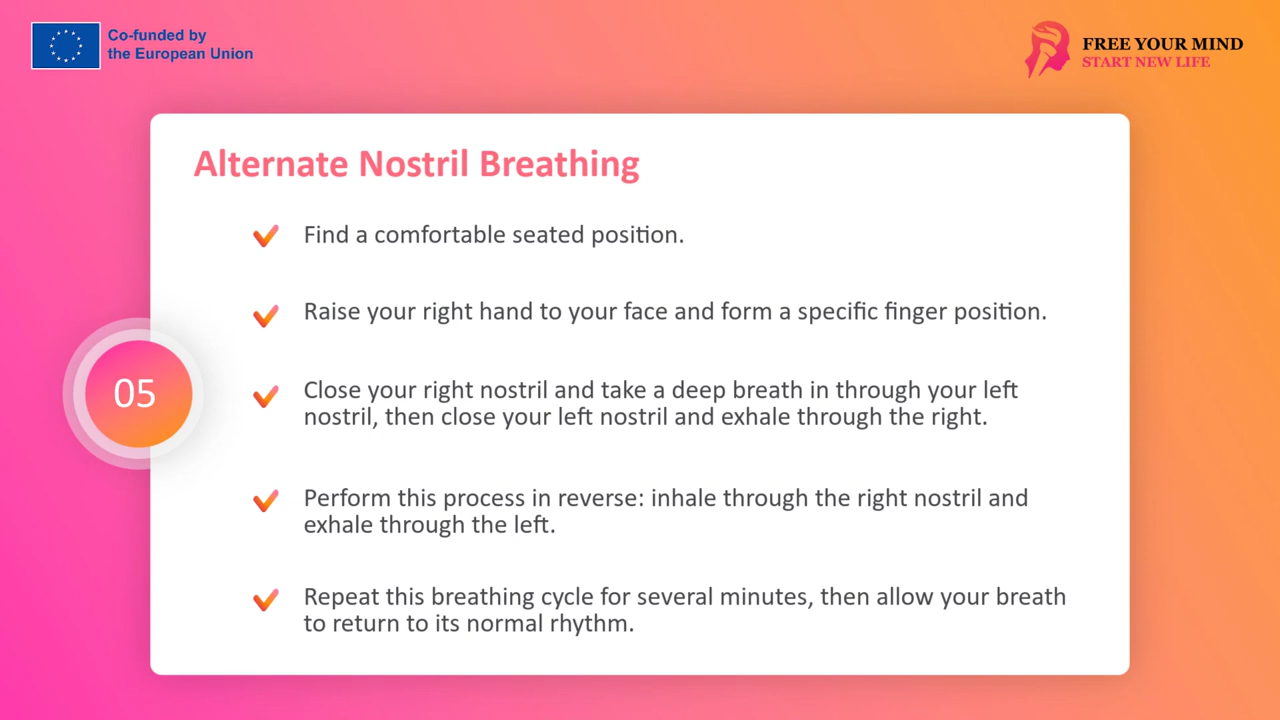 Co-funded by
the European Union
FREE YOUR MIND
START NEW LIFE
Alternate Nostril Breathing
Find a comfortable seated position.
Raise your right hand to your face and form a specific finger position.
05
Close your right nostril and take a deep breath in through your left
nostril, then close your left nostril and exhale through the right.
Perform this process in reverse: inhale through the right nostril and
exhale through the left.
Repeat this breathing cycle for several minutes, then allow your breath
to return to its normal rhythm.